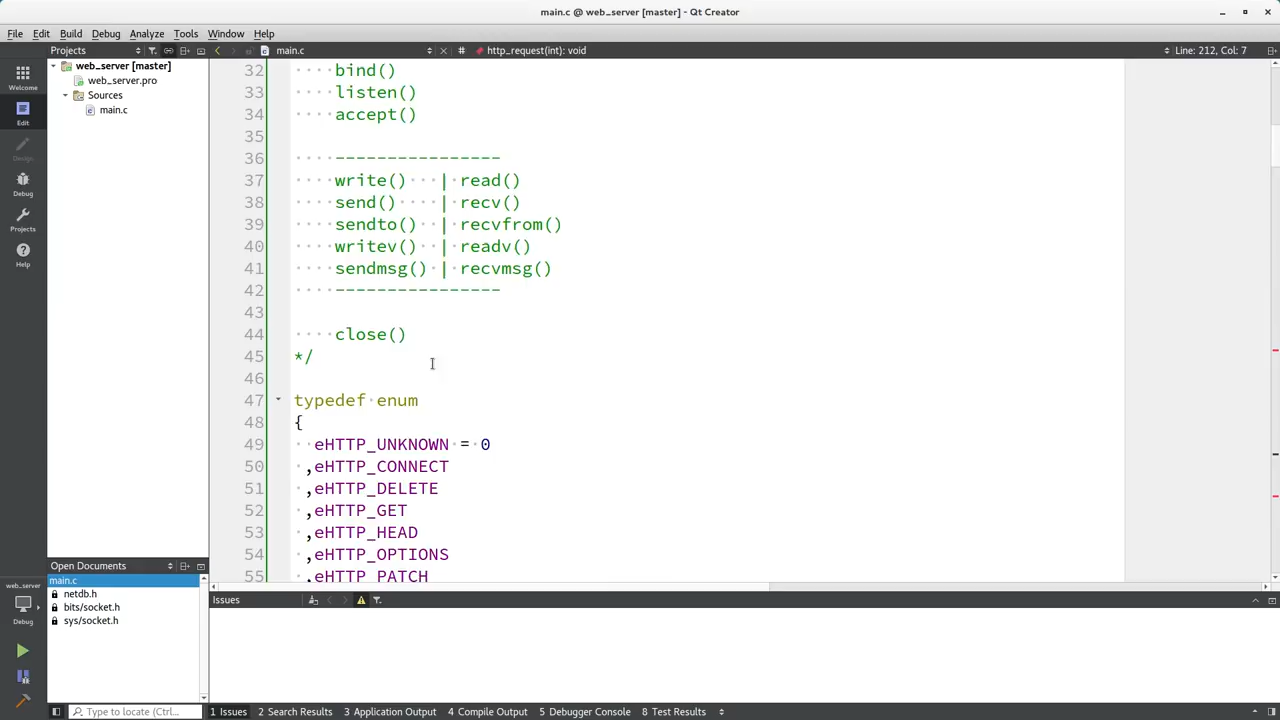 main.c @ web_server [master] - Qt Creator
File Edit Build Debug Analyze Tools Window Help
Projects main.c # http_request(int): void Line: 212, Col: 7
web_server [master]
web_server.pro
Sources
main.c
Welcome
Edit
Design
Debug
Projects
Help
32 ····bind()
33 ····listen()
34 ····accept()
35
36 ····----------------
37 ····write()···|·read()
38 ····send()····|·recv()
39 ····sendto()··|·recvfrom()
40 ····writev()··|·readv()
41 ····sendmsg()·|·recvmsg()
42 ····----------------
43
44 ····close()
45 */
46
47 typedef·enum
48 {
49 ··eHTTP_UNKNOWN·=·0
50 ·,eHTTP_CONNECT
51 ·,eHTTP_DELETE
52 ·,eHTTP_GET
53 ·,eHTTP_HEAD
54 ·,eHTTP_OPTIONS
55 ·,eHTTP_PATCH
Open Documents
main.c
netdb.h
bits/socket.h
sys/socket.h
web_server
Debug
Issues
Type to locate (Ctrl... 1 Issues 2 Search Results 3 Application Output 4 Compile Output 5 Debugger Console 8 Test Results